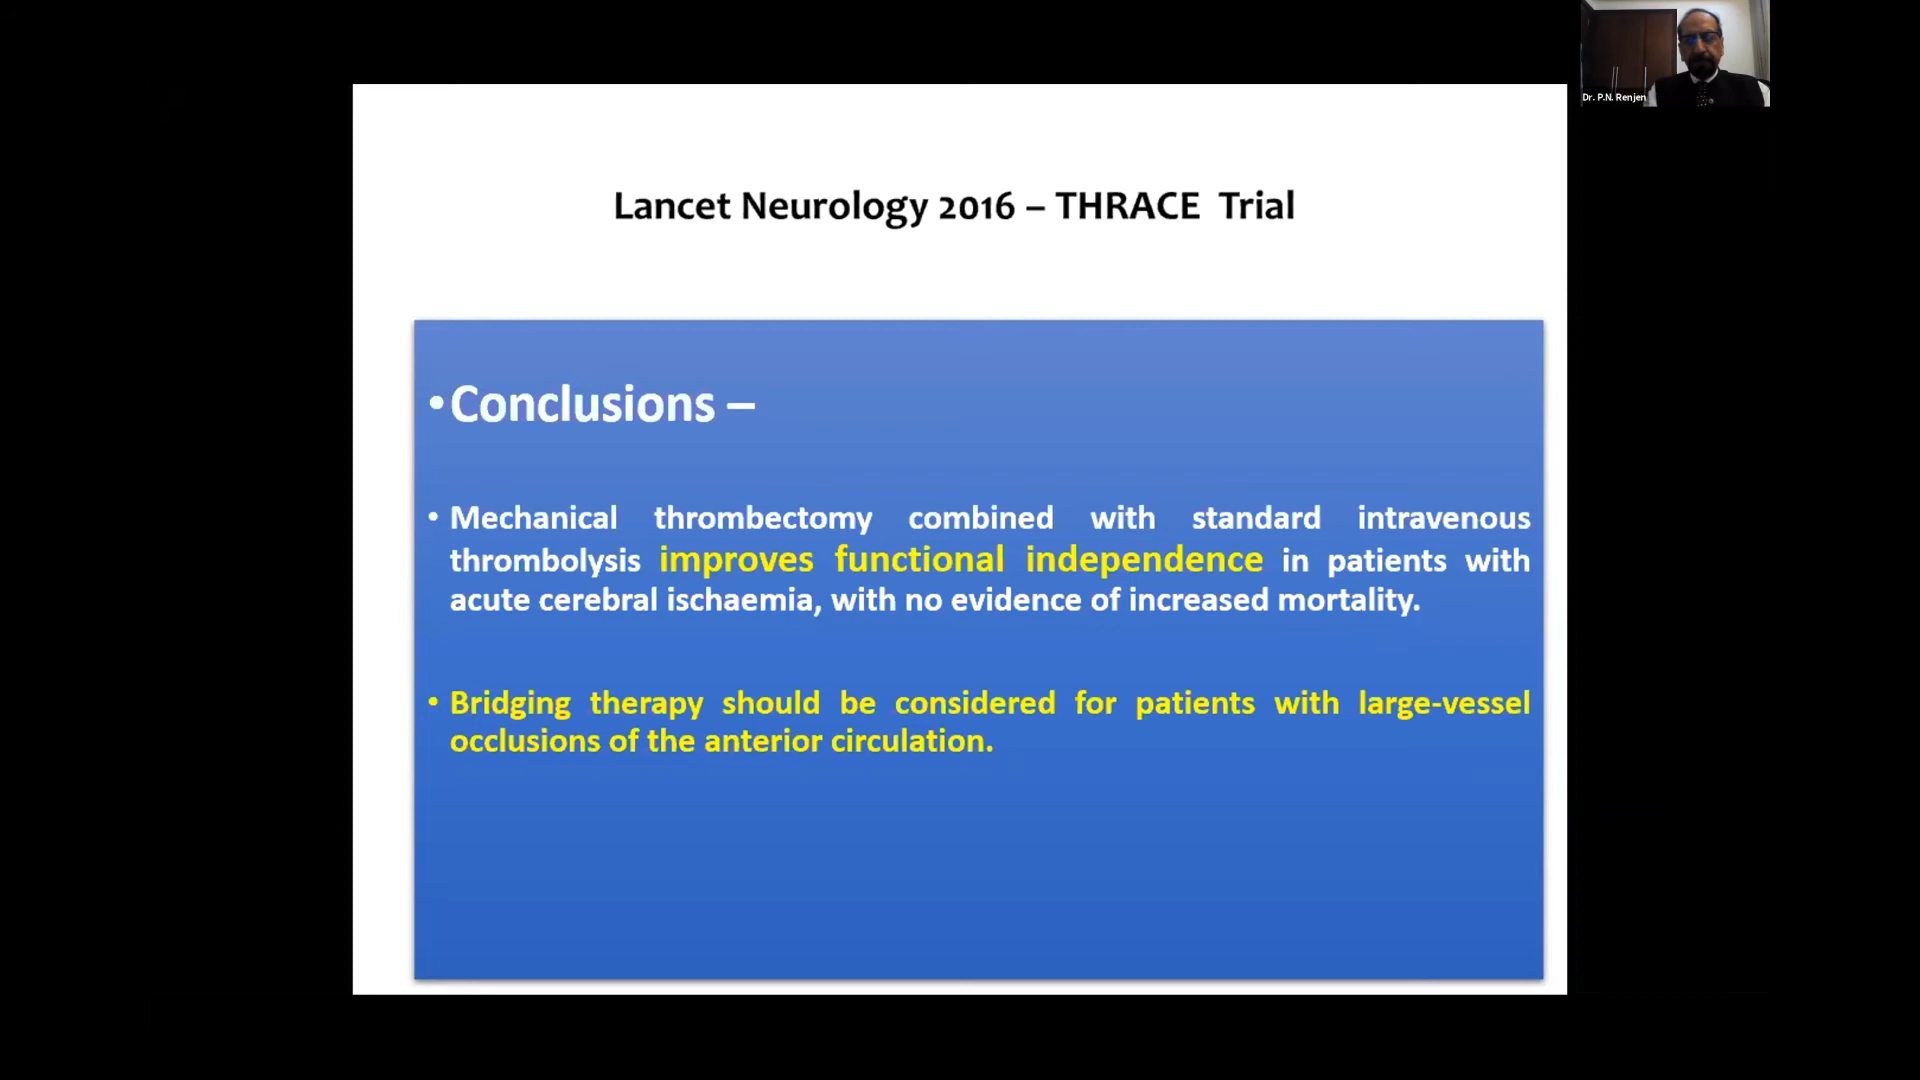 Dr. P.N. Renjen
Lancet Neurology 2016 – THRACE Trial
•Conclusions –
• Mechanical thrombectomy combined with standard intravenous
thrombolysis improves functional independence in patients with
acute cerebral ischaemia, with no evidence of increased mortality.
• Bridging therapy should be considered for patients with large-vessel
occlusions of the anterior circulation.